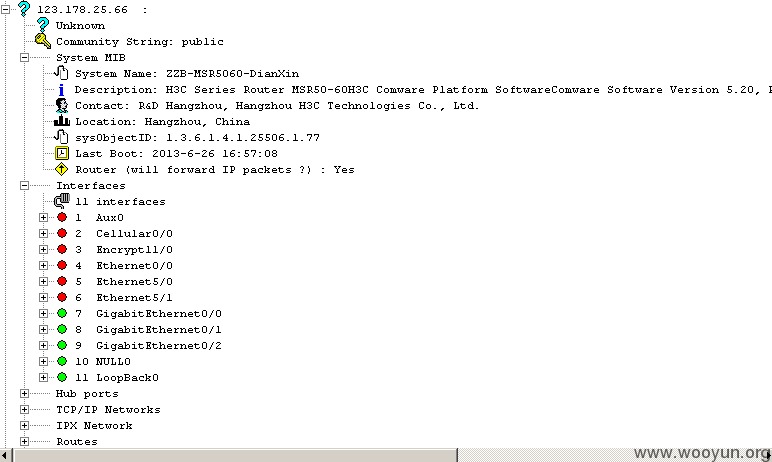 123.178.25.66 :
Unknown
Community String: public
System MIB
System Name: ZZB-MSR5060-DianXin
Description: H3C Series Router MSR50-60H3C Comware Platform SoftwareComware Software Version 5.20,
Contact: R&D Hangzhou, Hangzhou H3C Technologies Co., Ltd.
Location: Hangzhou, China
sysObjectID: 1.3.6.1.4.1.25506.1.77
Last Boot: 2013-6-26 16:57:08
Router (will forward IP packets ?) : Yes
Interfaces
11 interfaces
1 Aux0
2 Cellular0/0
3 Encrypt11/0
4 Ethernet0/0
5 Ethernet5/0
6 Ethernet5/1
7 GigabitEthernet0/0
8 GigabitEthernet0/1
9 GigabitEthernet0/2
10 NULL0
11 LoopBack0
Hub ports
TCP/IP Networks
IPX Network
Routes
www.wooyun.org